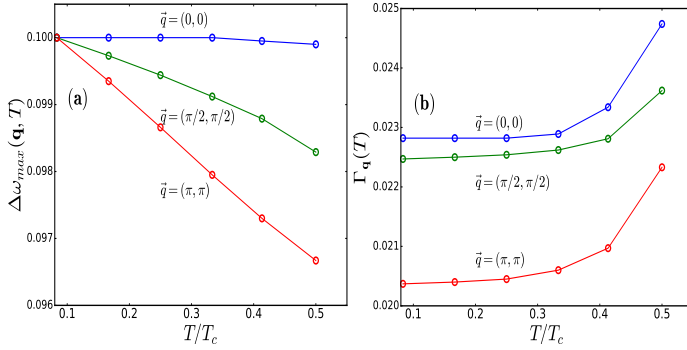 0.100
0.099
0.098
0.097
0.096
Δω_max(q, T)
(a)
q⃗=(0,0)
q⃗=(π/2,π/2)
q⃗=(π,π)
0.1 0.2 0.3 0.4 0.5
T/T_c
0.025
0.024
0.023
0.022
0.021
0.020
Γ_q(T)
(b)
q⃗=(0,0)
q⃗=(π/2,π/2)
q⃗=(π,π)
0.1 0.2 0.3 0.4 0.5
T/T_c